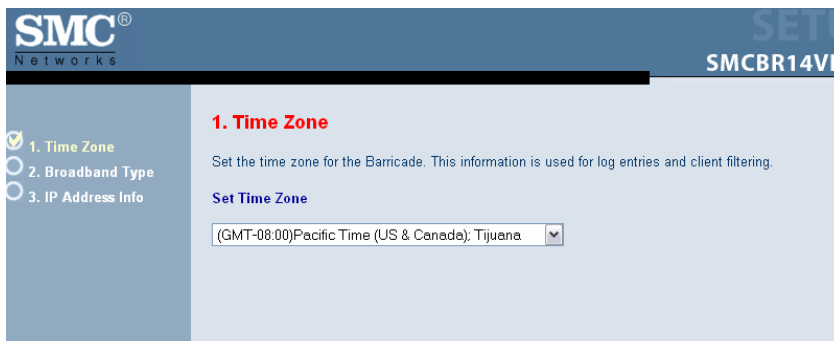 SMC®
Networks
SETU
SMCBR14VP
1. Time Zone
2. Broadband Type
3. IP Address Info
1. Time Zone
Set the time zone for the Barricade. This information is used for log entries and client filtering.
Set Time Zone
(GMT-08:00)Pacific Time (US & Canada); Tijuana